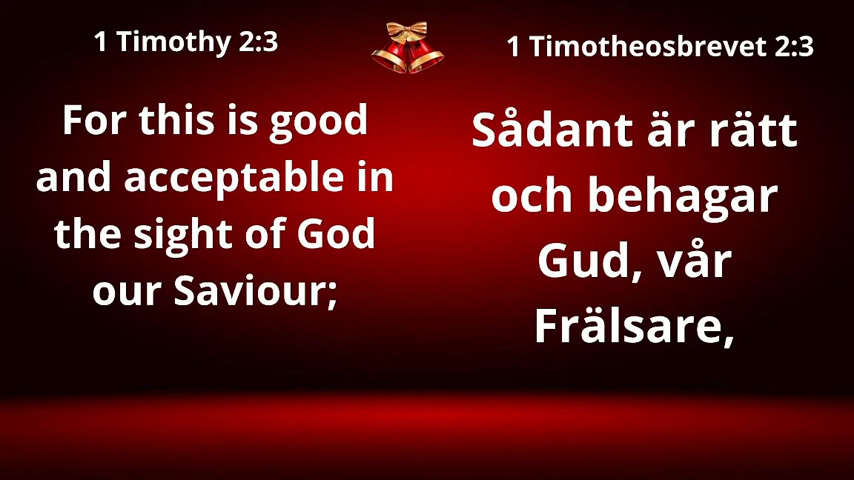 1 Timothy 2:3
For this is good
and acceptable in
the sight of God
our Saviour;
1 Timotheosbrevet 2:3
Sådant är rätt
och behagar
Gud, vår
Frälsare,